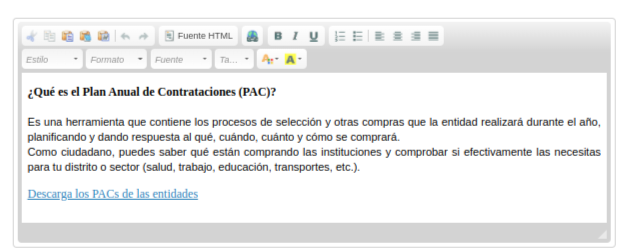 Fuente HTML B I U
Estilo Formato Fuente Ta... A A
¿Qué es el Plan Anual de Contrataciones (PAC)?
Es una herramienta que contiene los procesos de selección y otras compras que la entidad realizará durante el año,
planificando y dando respuesta al qué, cuándo, cuánto y cómo se comprará.
Como ciudadano, puedes saber qué están comprando las instituciones y comprobar si efectivamente las necesitas
para tu distrito o sector (salud, trabajo, educación, transportes, etc.).
Descarga los PACs de las entidades